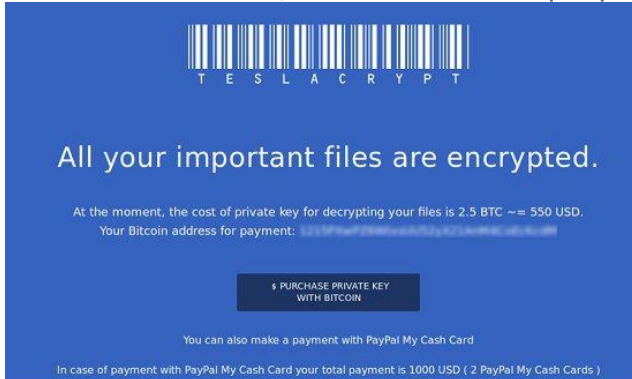 TESLACRYPT
All your important files are encrypted.
At the moment, the cost of private key for decrypting your files is 2.5 BTC ~= 550 USD.
Your Bitcoin address for payment:
$ PURCHASE PRIVATE KEY
WITH BITCOIN
You can also make a payment with PayPal My Cash Card
In case of payment with PayPal My Cash Card your total payment is 1000 USD ( 2 PayPal My Cash Cards )